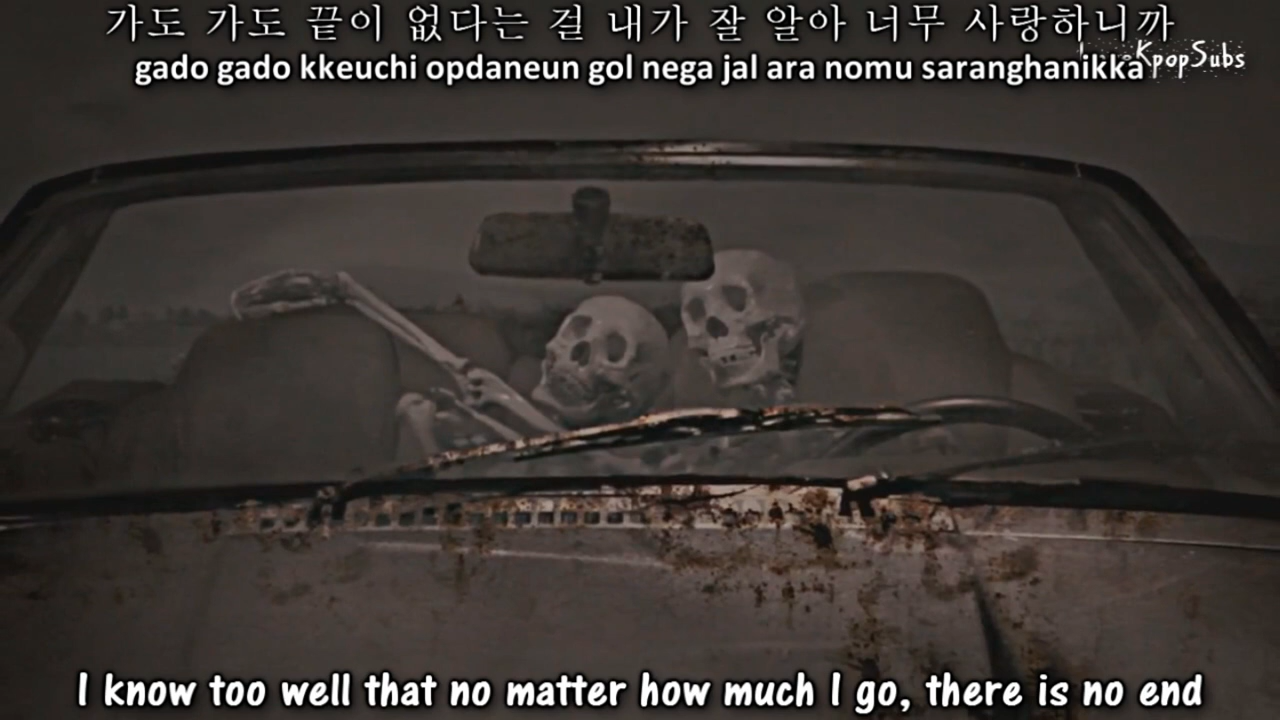 가도 가도 끝이 없다는 걸 내가 잘 알아 너무 사랑하니까
gado gado kkeuchi opdaneun gol nega jal ara nomu saranghanikka
KpopSubs
I know too well that no matter how much I go, there is no end